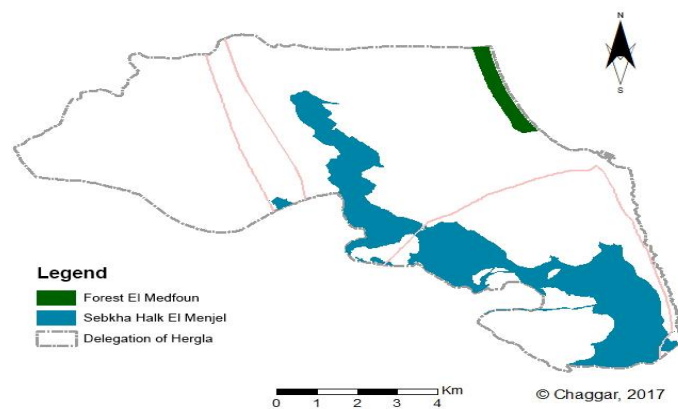 N
S
Legend
Forest El Medfoun
Sebkha Halk El Menjel
Delegation of Hergla
Km
0 1 2 3 4
© Chaggar, 2017